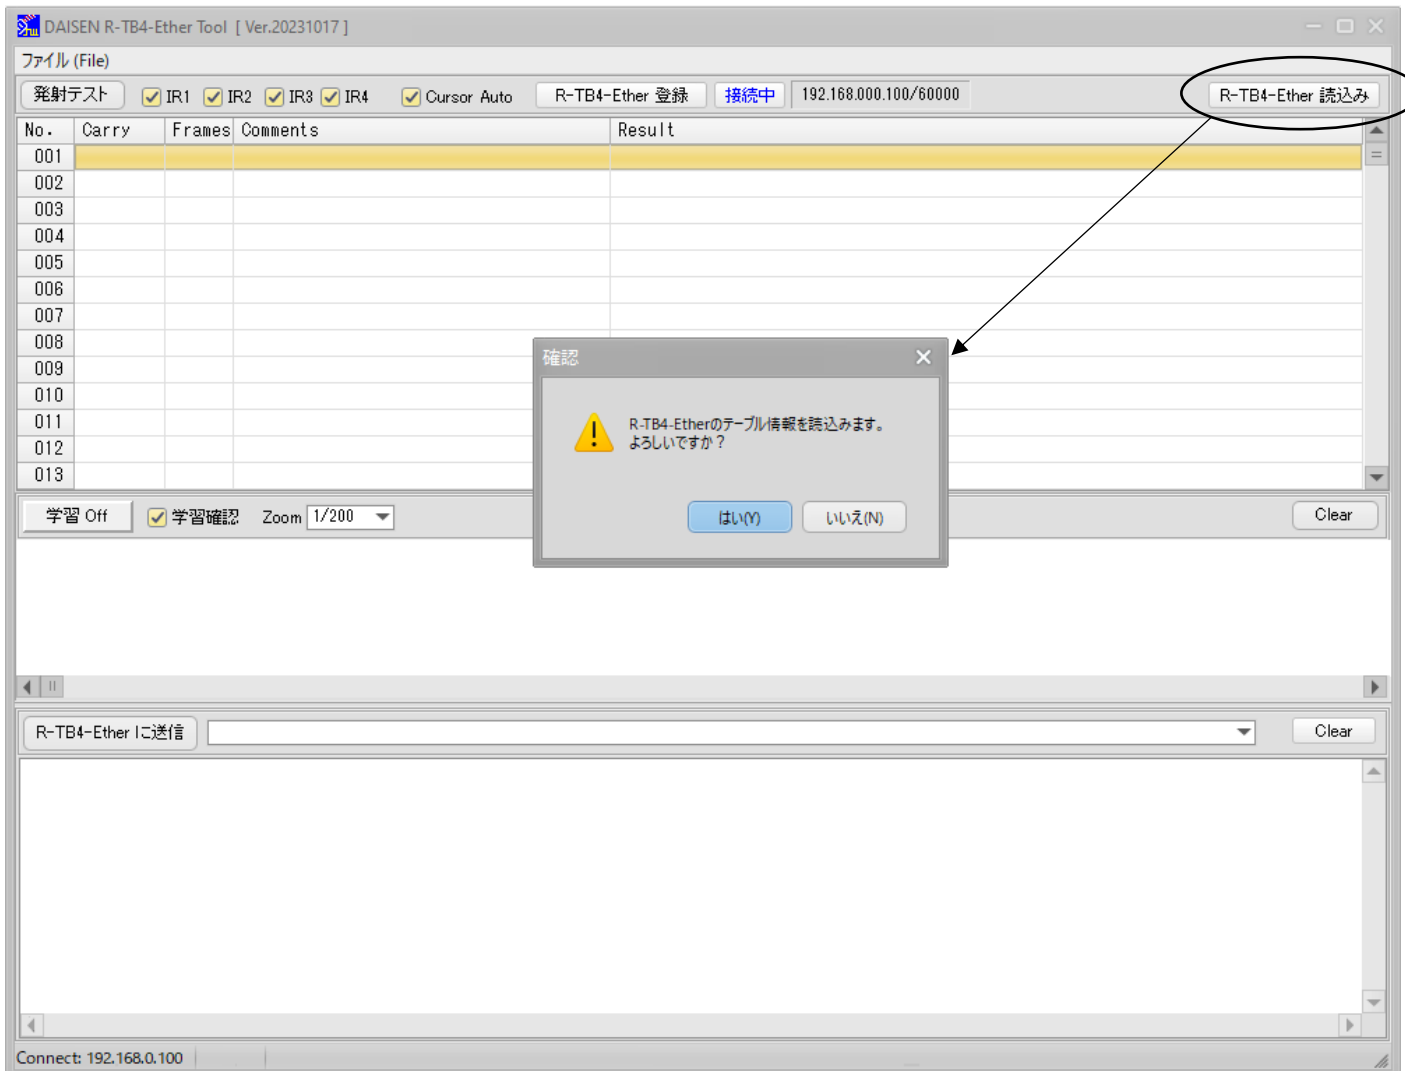 DAISEN R-TB4-Ether Tool [ Ver.20231017 ]
ファイル (File)
発射テスト IR1 IR2 IR3 IR4 Cursor Auto R-TB4-Ether 登録 接続中 192.168.000.100/60000 R-TB4-Ether 読込み
No. Carry Frames Comments Result
001
002
003
004
005
006
007
008
009
010
011
012
013
確認
R-TB4-Etherのテーブル情報を読込みます。
よろしいですか？
はい(Y) いいえ(N)
学習 Off 学習確認 Zoom 1/200 Clear
R-TB4-Ether に送信 Clear
Connect: 192.168.0.100